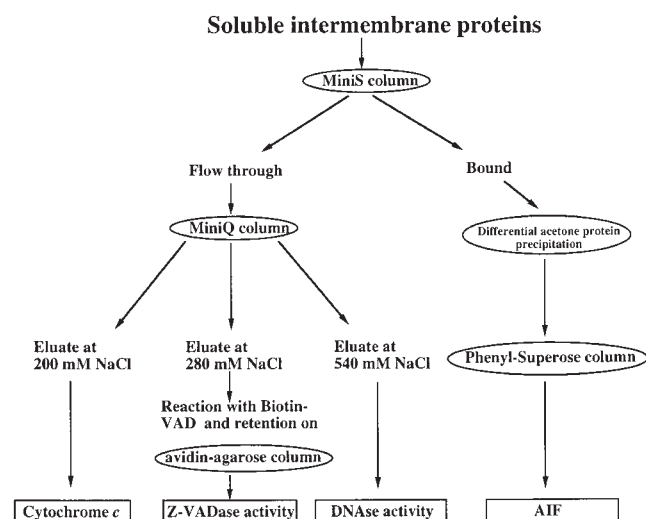 Soluble intermembrane proteins
MiniS column
Flow through
Bound
MiniQ column
Differential acetone protein
precipitation
Eluate at
200 mM NaCl
Eluate at
280 mM NaCl
Eluate at
540 mM NaCl
Phenyl-Superose column
Reaction with Biotin-
VAD and retention on
avidin-agarose column
Cytochrome c
Z-VADase activity
DNAse activity
AIF